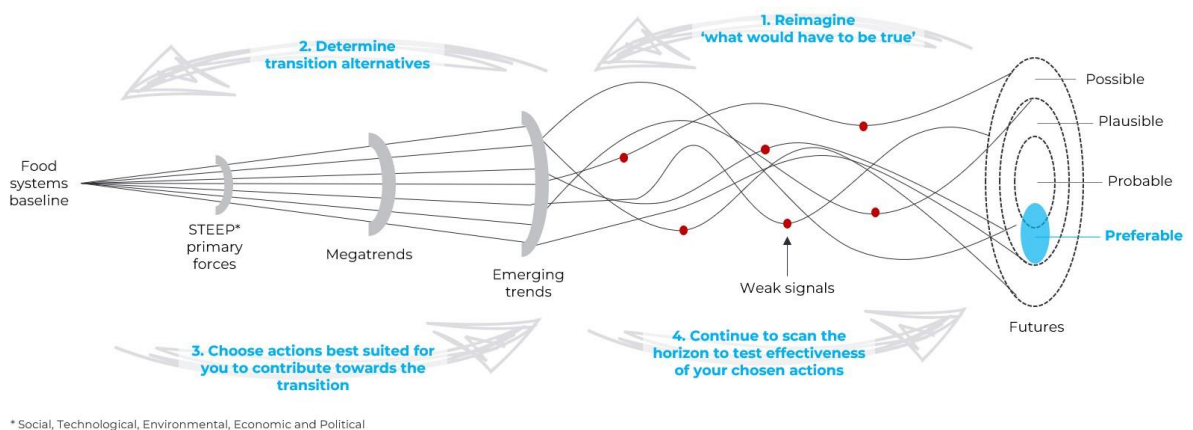 1. Reimagine
'what would have to be true'
2. Determine
transition alternatives
Possible
Plausible
Probable
Preferable
Futures
Food
systems
baseline
STEEP*
primary
forces
Megatrends
Emerging
trends
Weak signals
3. Choose actions best suited for
you to contribute towards the
transition
4. Continue to scan the
horizon to test effectiveness
of your chosen actions
* Social, Technological, Environmental, Economic and Political